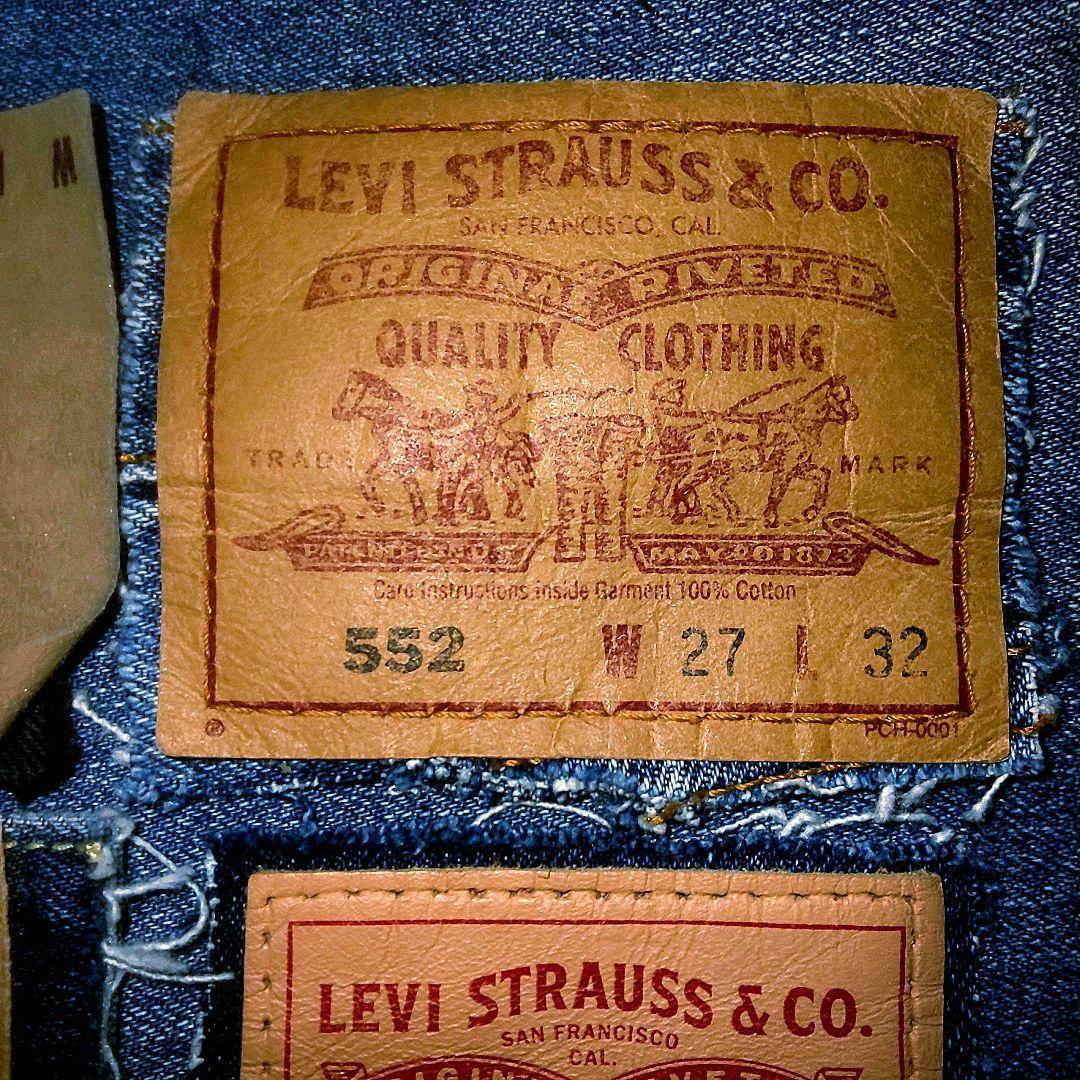 M
LEVI STRAUSS & CO.
SAN FRANCISCO, CAL.
ORIGINAL RIVETED
QUALITY CLOTHING
TRADE MARK
MAY 20 1873
Care Instructions inside Garment 100% Cotton
552 W 27 L 32
® PCH-0001
LEVI STRAUSS & CO.
SAN FRANCISCO
CAL.